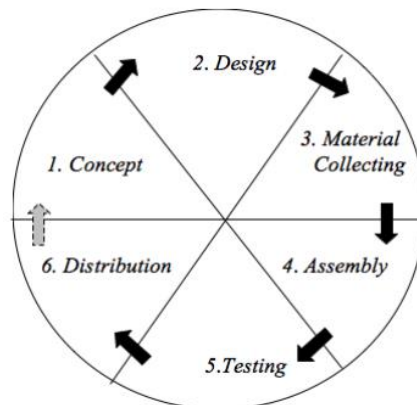 2. Design
3. Material
Collecting
1. Concept
6. Distribution
4. Assembly
5.Testing